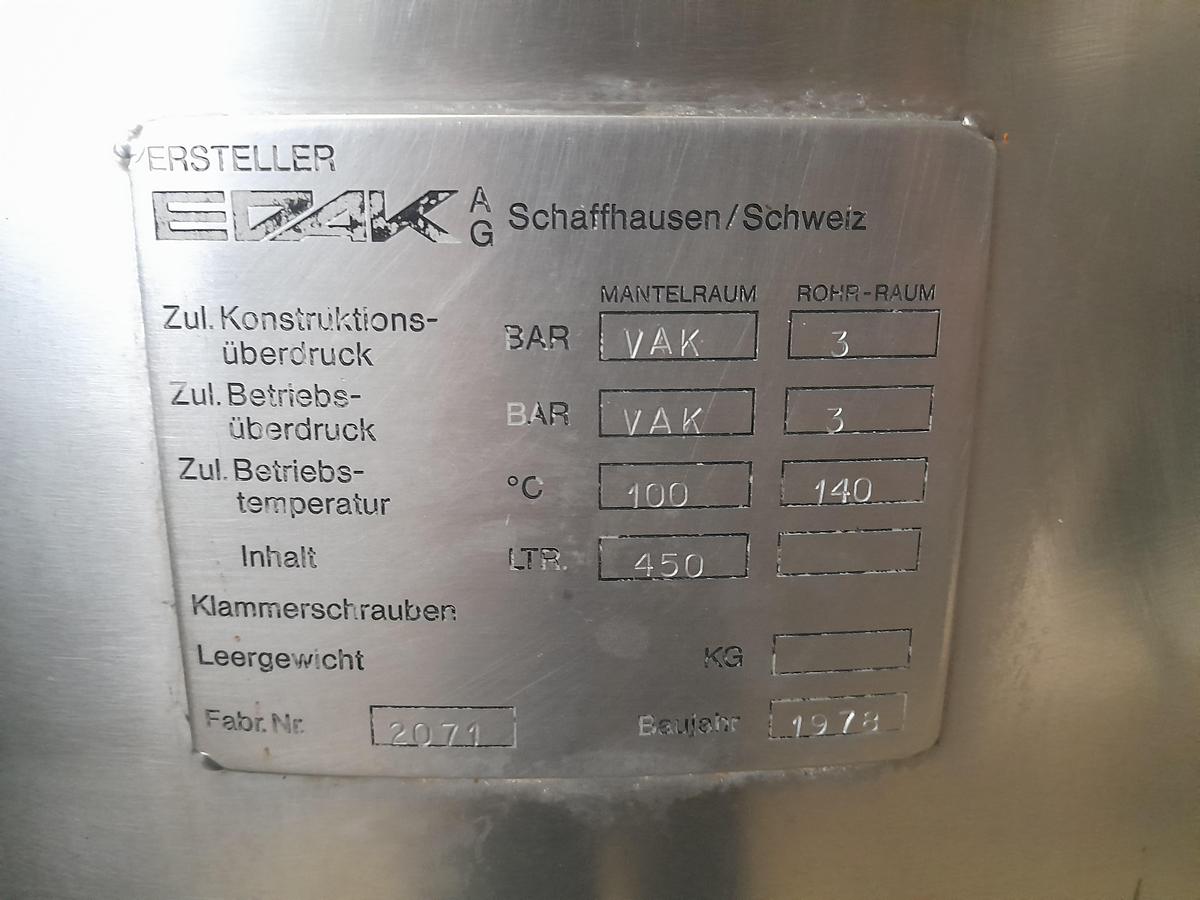 ERSTELLER
EDAK AG Schaffhausen/Schweiz
MANTELRAUM ROHR-RAUM
Zul. Konstruktions-
überdruck BAR VAK 3
Zul. Betriebs-
überdruck BAR VAK 3
Zul. Betriebs-
temperatur °C 100 140
Inhalt LTR. 450
Klammerschrauben
Leergewicht KG
Fabr. Nr. 2071 Baujahr 1978